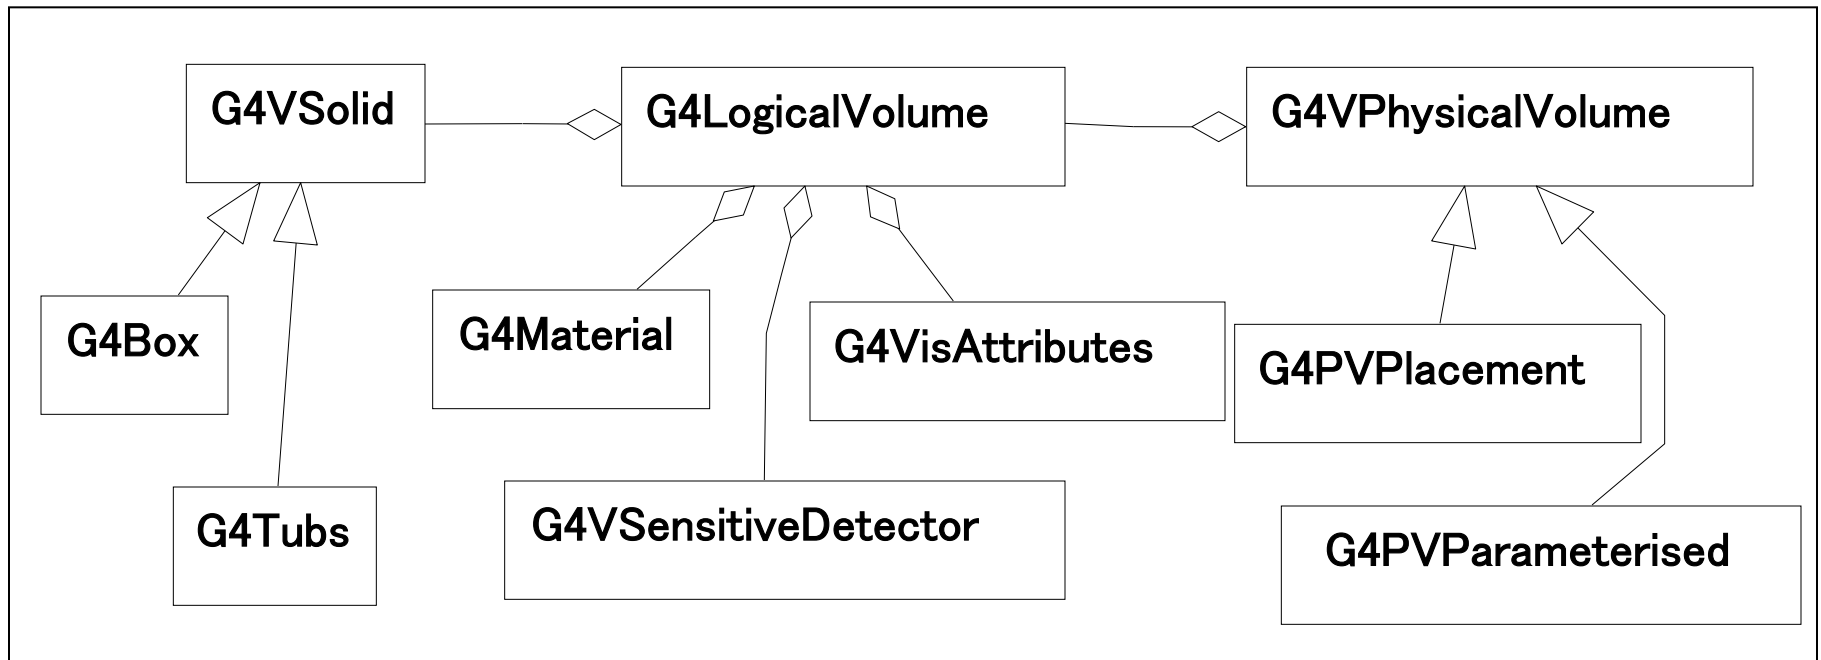 G4VSolid
G4LogicalVolume
G4VPhysicalVolume
G4Box
G4Material
G4VisAttributes
G4PVPlacement
G4Tubs
G4VSensitiveDetector
G4PVParameterised